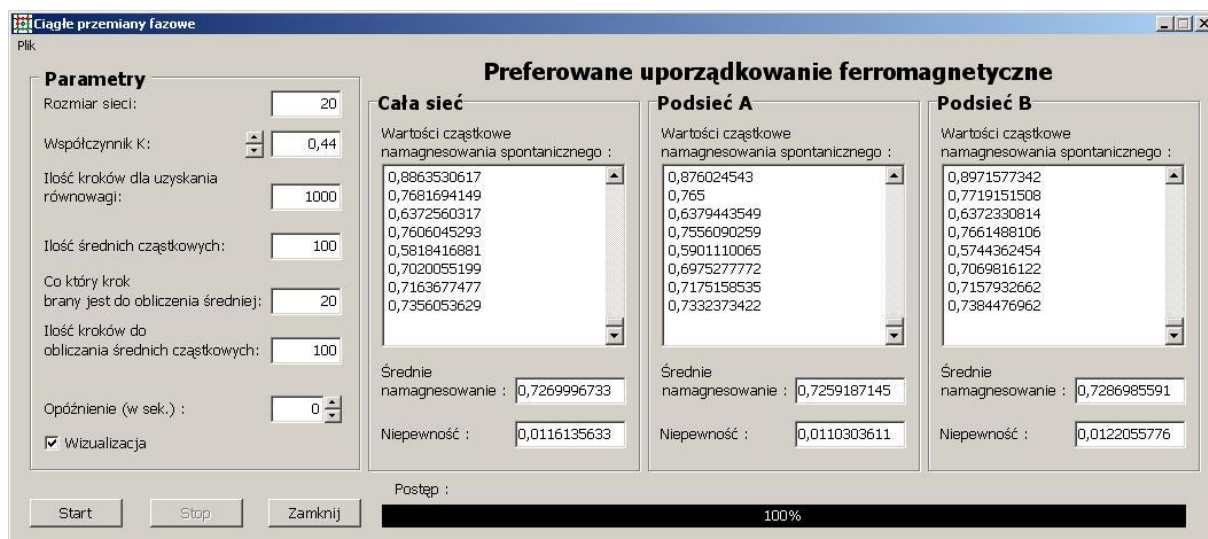 Ciągłe przemiany fazowe
Plik
Parametry
Rozmiar sieci:
20
Współczynnik K:
0,44
Ilość kroków dla uzyskania
równowagi:
1000
Ilość średnich cząstkowych:
100
Co który krok
brany jest do obliczenia średniej:
20
Ilość kroków do
obliczania średnich cząstkowych:
100
Opóźnienie (w sek.) :
0
Wizualizacja
Start
Stop
Zamknij
Preferowane uporządkowanie ferromagnetyczne
Cała sieć
Wartości cząstkowe
namagnesowania spontanicznego :
0,8863530617
0,7681694149
0,6372560317
0,7606045293
0,5818416881
0,7020055199
0,7163677477
0,7356053629
Średnie
namagnesowanie :
0,7269996733
Niepewność :
0,0116135633
Podsieć A
Wartości cząstkowe
namagnesowania spontanicznego :
0,876024543
0,765
0,6379443549
0,7556090259
0,5901110065
0,6975277772
0,7175158535
0,7332373422
Średnie
namagnesowanie :
0,7259187145
Niepewność :
0,0110303611
Podsieć B
Wartości cząstkowe
namagnesowania spontanicznego :
0,8971577342
0,7719151508
0,6372330814
0,7661488106
0,5744362454
0,7069816122
0,7157932662
0,7384476962
Średnie
namagnesowanie :
0,7286985591
Niepewność :
0,0122055776
Postęp :
100%